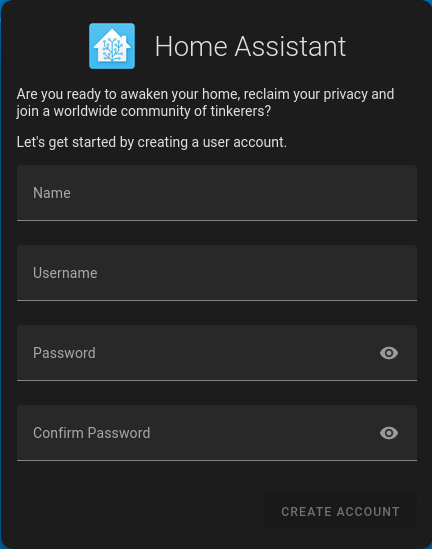 Home Assistant
Are you ready to awaken your home, reclaim your privacy and
join a worldwide community of tinkerers?
Let's get started by creating a user account.
Name
Username
Password
Confirm Password
CREATE ACCOUNT